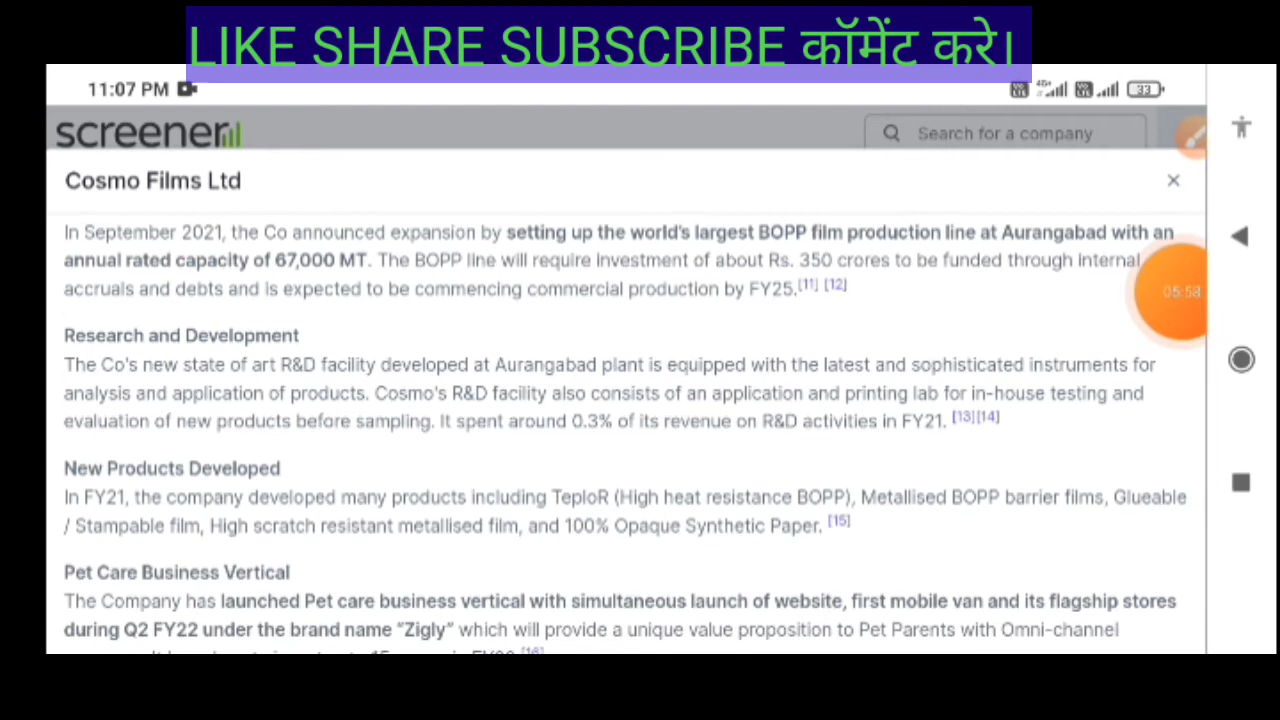 LIKE SHARE SUBSCRIBE कॉमेंट करे।
11:07 PM
33
screener
Search for a company
Cosmo Films Ltd
In September 2021, the Co announced expansion by setting up the world's largest BOPP film production line at Aurangabad with an
annual rated capacity of 67,000 MT. The BOPP line will require investment of about Rs. 350 crores to be funded through internal
accruals and debts and is expected to be commencing commercial production by FY25.[11] [12]
05:58
Research and Development
The Co's new state of art R&D facility developed at Aurangabad plant is equipped with the latest and sophisticated instruments for
analysis and application of products. Cosmo's R&D facility also consists of an application and printing lab for in-house testing and
evaluation of new products before sampling. It spent around 0.3% of its revenue on R&D activities in FY21. [13][14]
New Products Developed
In FY21, the company developed many products including TeploR (High heat resistance BOPP), Metallised BOPP barrier films, Glueable
/ Stampable film, High scratch resistant metallised film, and 100% Opaque Synthetic Paper. [15]
Pet Care Business Vertical
The Company has launched Pet care business vertical with simultaneous launch of website, first mobile van and its flagship stores
during Q2 FY22 under the brand name "Zigly" which will provide a unique value proposition to Pet Parents with Omni-channel